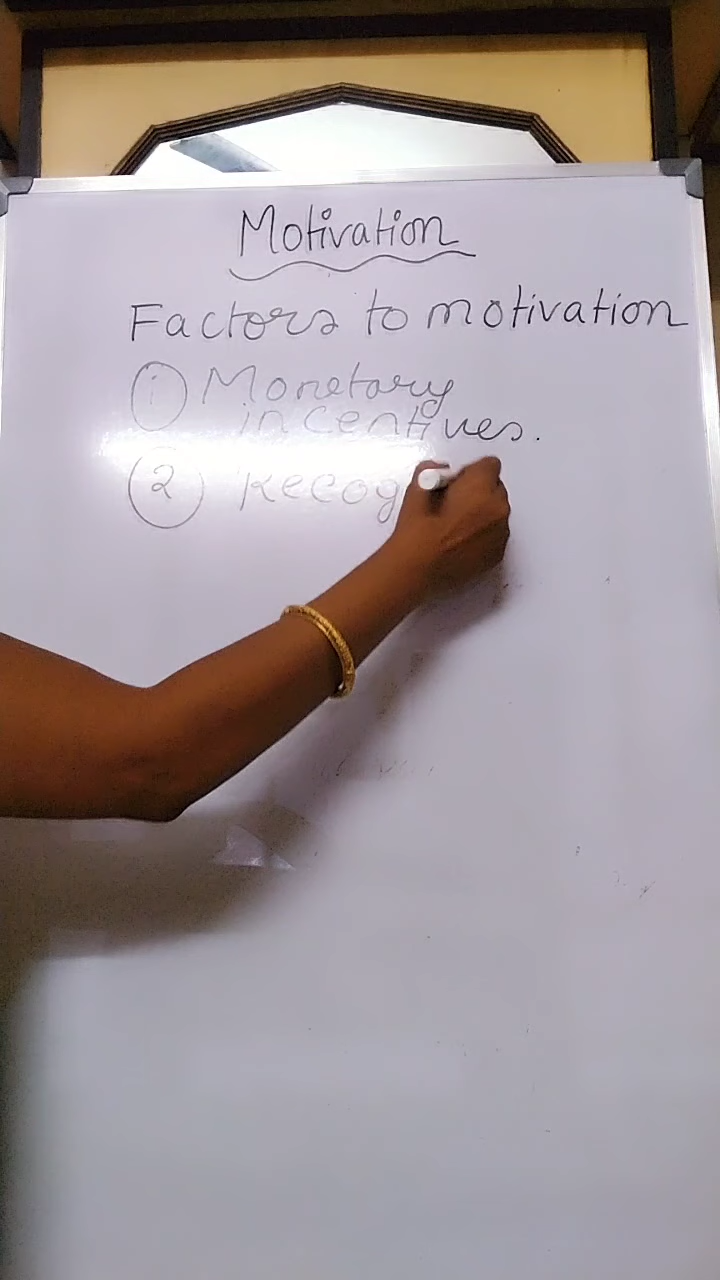 Motivation
Factors to motivation
① Monetary
incentives.
② Recog